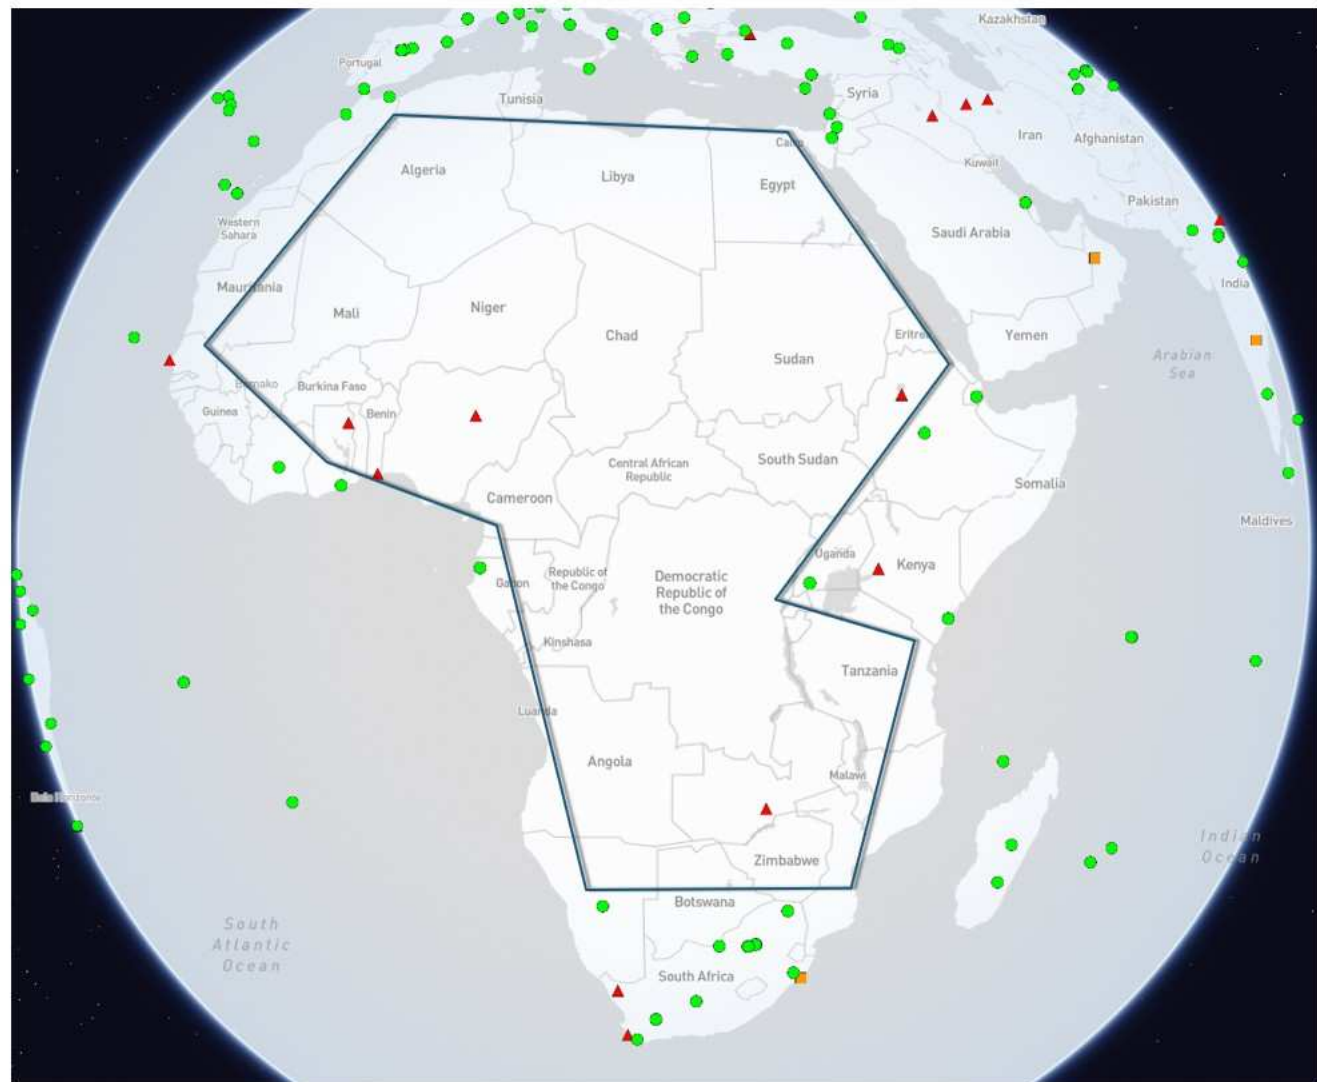 Kazakhstan
Portugal
Tunisia
Syria
Iran
Afghanistan
Cairo
Kuwait
Algeria
Libya
Egypt
Pakistan
Western
Sahara
Saudi Arabia
Mauritania
India
Mali
Niger
Chad
Eritrea
Yemen
Sudan
Arabian
Sea
Bamako
Burkina Faso
Guinea
Benin
South Sudan
Central African
Republic
Somalia
Cameroon
Maldives
Uganda
Kenya
Gabon
Republic of
the Congo
Democratic
Republic of
the Congo
Kinshasa
Tanzania
Luanda
Angola
Malawi
Belo Horizonte
Indian
Ocean
Zimbabwe
Botswana
South
Atlantic
Ocean
South Africa